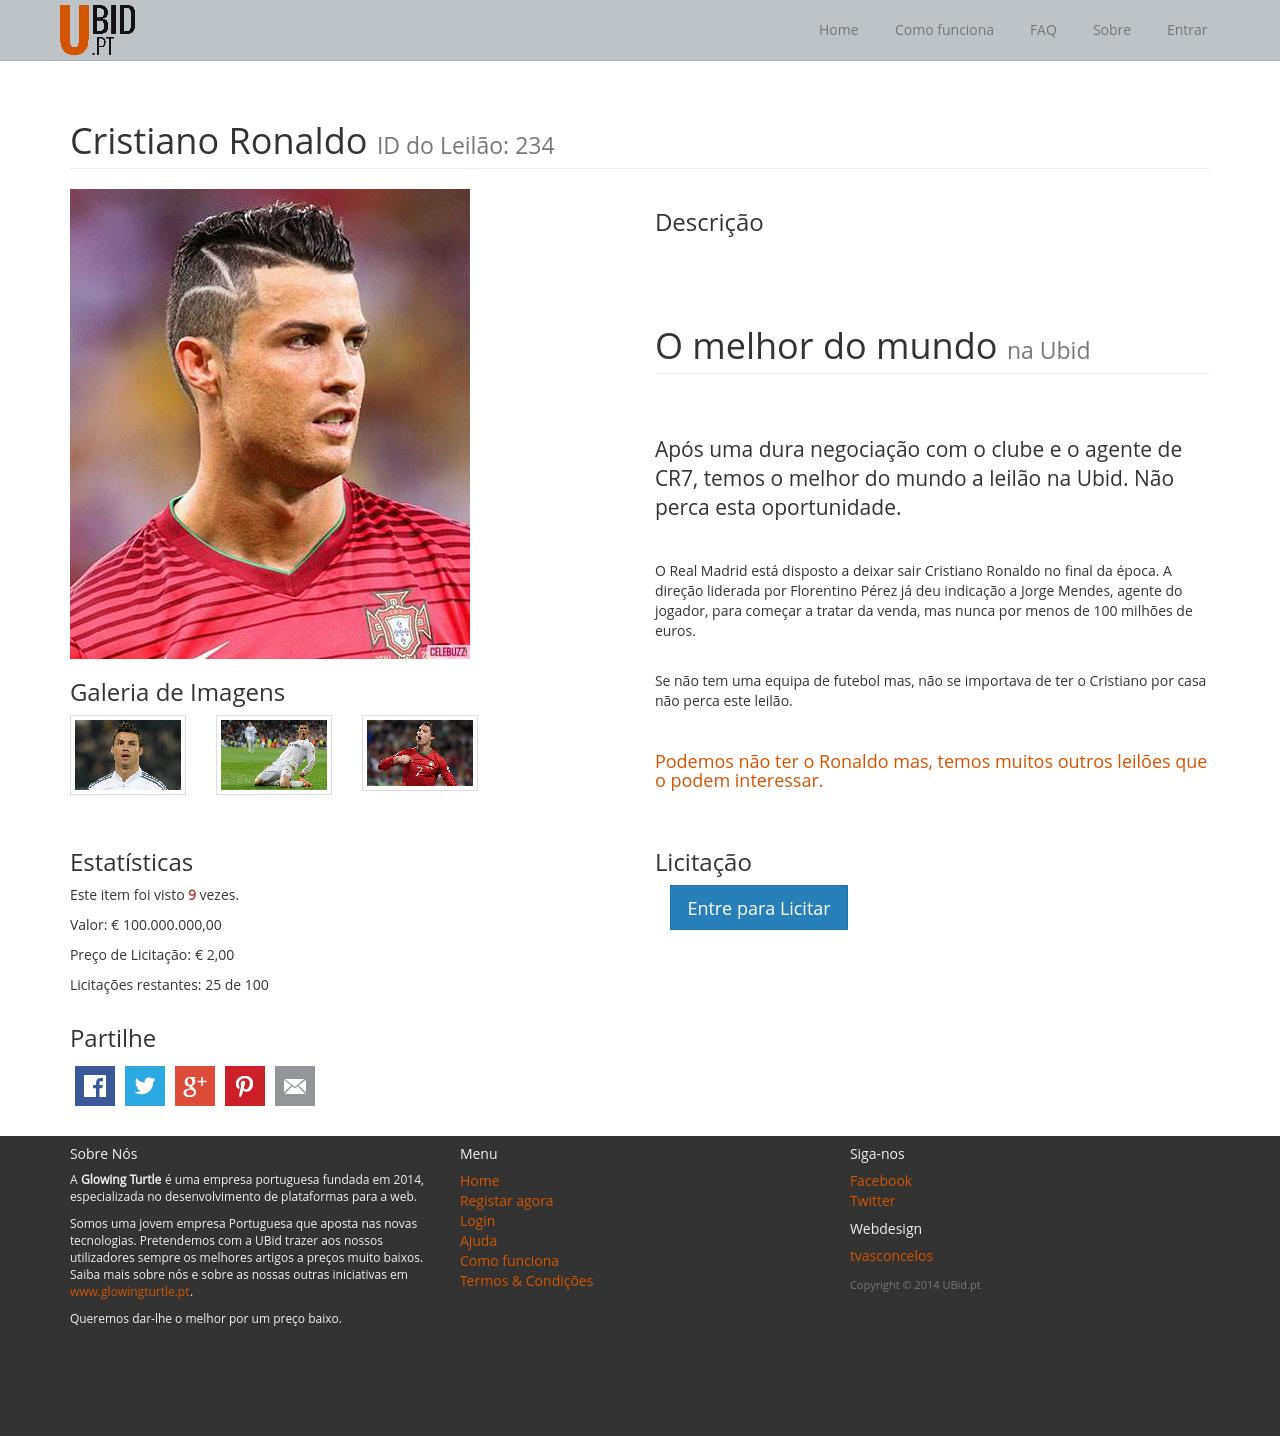 UBID
.PT
Home Como funciona FAQ Sobre Entrar
Cristiano Ronaldo ID do Leilão: 234
CELEBUZZ!
Galeria de Imagens
7
Descrição
O melhor do mundo na Ubid
Após uma dura negociação com o clube e o agente de
CR7, temos o melhor do mundo a leilão na Ubid. Não
perca esta oportunidade.
O Real Madrid está disposto a deixar sair Cristiano Ronaldo no final da época. A
direção liderada por Florentino Pérez já deu indicação a Jorge Mendes, agente do
jogador, para começar a tratar da venda, mas nunca por menos de 100 milhões de
euros.
Se não tem uma equipa de futebol mas, não se importava de ter o Cristiano por casa
não perca este leilão.
Podemos não ter o Ronaldo mas, temos muitos outros leilões que
o podem interessar.
Estatísticas
Este item foi visto 9 vezes.
Valor: € 100.000.000,00
Preço de Licitação: € 2,00
Licitações restantes: 25 de 100
Licitação
Entre para Licitar
Partilhe
g+
Sobre Nós
A Glowing Turtle é uma empresa portuguesa fundada em 2014,
especializada no desenvolvimento de plataformas para a web.
Somos uma jovem empresa Portuguesa que aposta nas novas
tecnologias. Pretendemos com a UBid trazer aos nossos
utilizadores sempre os melhores artigos a preços muito baixos.
Saiba mais sobre nós e sobre as nossas outras iniciativas em
www.glowingturtle.pt.
Queremos dar-lhe o melhor por um preço baixo.
Menu
Home
Registar agora
Login
Ajuda
Como funciona
Termos & Condições
Siga-nos
Facebook
Twitter
Webdesign
tvasconcelos
Copyright © 2014 UBid.pt